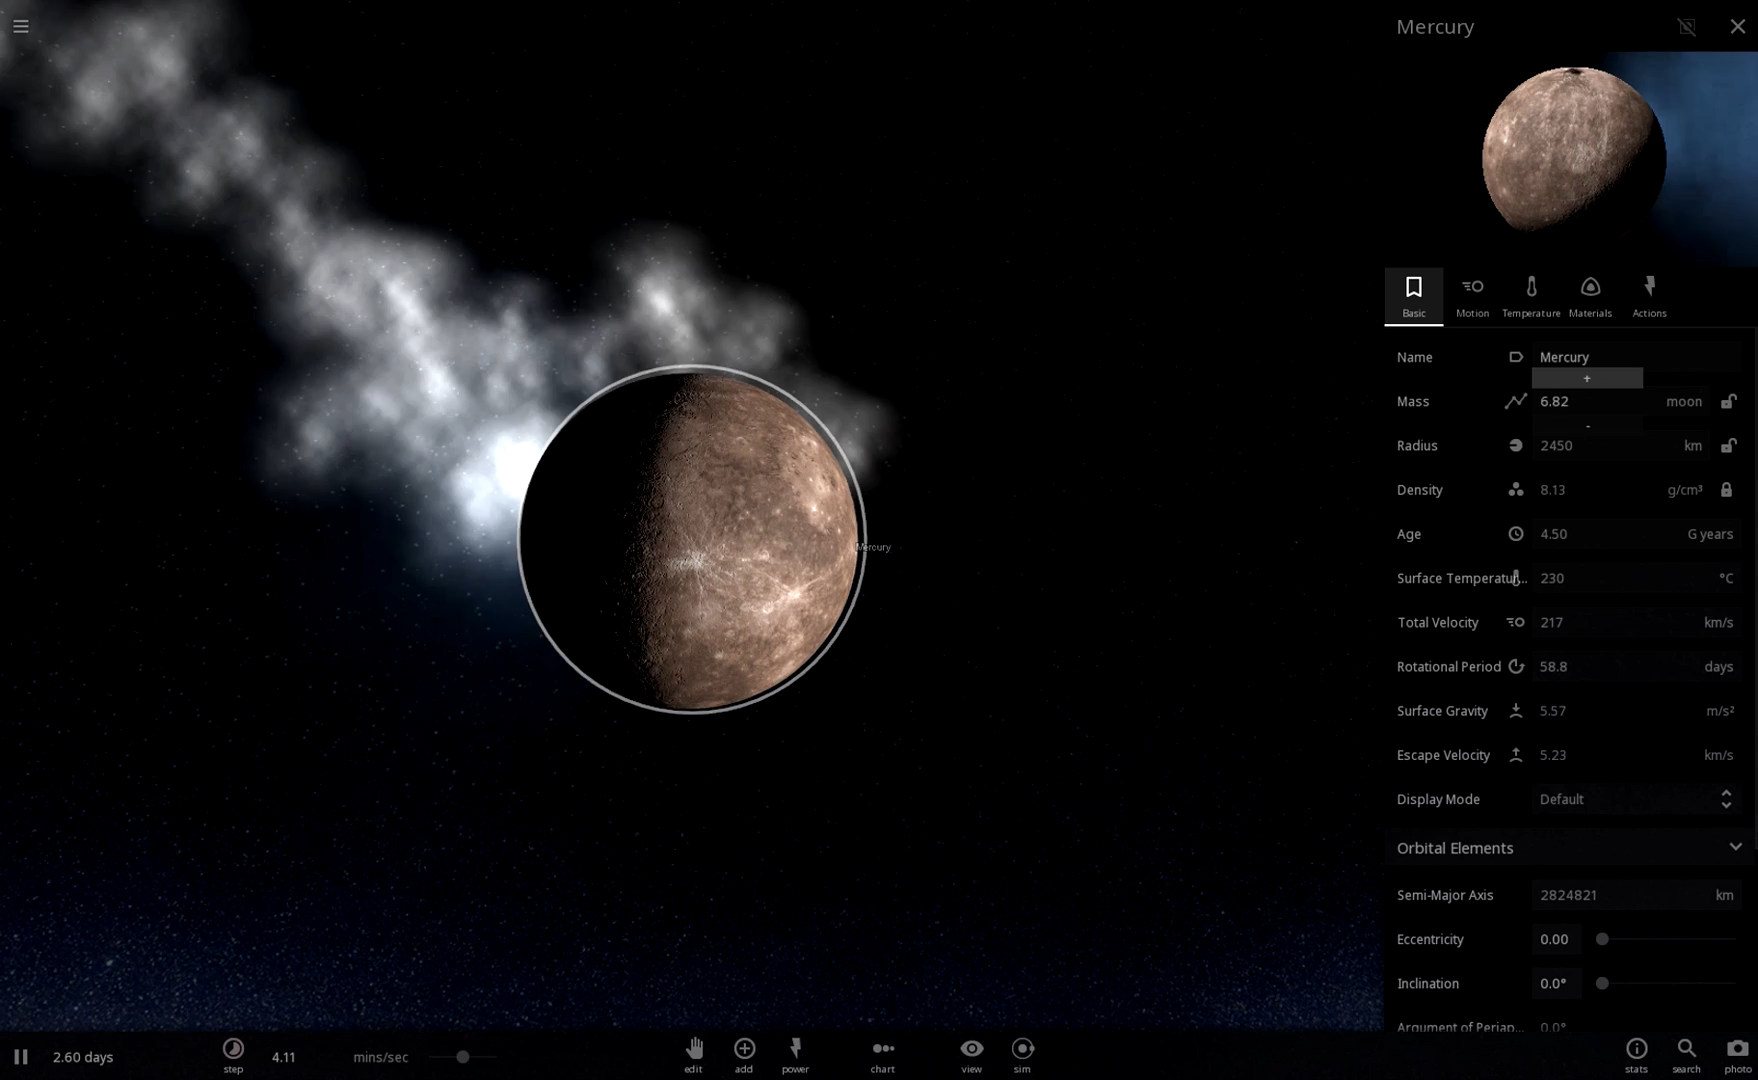 Mercury
Basic
Motion
Temperature
Materials
Actions
Name Mercury
+
Mass 6.82 moon
-
Radius 2450 km
Density 8.13 g/cm³
Age 4.50 G years
Surface Temperatur... 230 °C
Total Velocity 217 km/s
Rotational Period 58.8 days
Surface Gravity 5.57 m/s²
Escape Velocity 5.23 km/s
Display Mode Default
Orbital Elements
Semi-Major Axis 2824821 km
Eccentricity 0.00
Inclination 0.0°
Argument of Periap... 0.0°
Mercury
2.60 days
step
4.11 mins/sec
edit
add
power
chart
view
sim
stats
search
photo